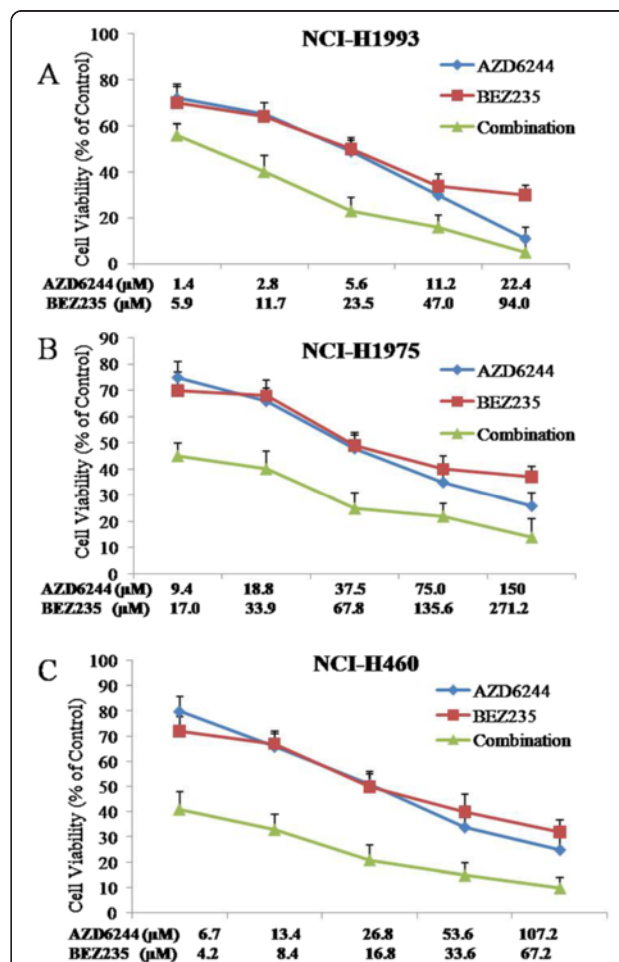 A
NCI-H1993
Cell Viability (% of Control)
100
80
60
40
20
0
AZD6244
BEZ235
Combination
AZD6244 (µM) 1.4 2.8 5.6 11.2 22.4
BEZ235 (µM) 5.9 11.7 23.5 47.0 94.0
B
NCI-H1975
Cell Viability (% of Control)
90
80
70
60
50
40
30
20
10
0
AZD6244
BEZ235
Combination
AZD6244 (µM) 9.4 18.8 37.5 75.0 150
BEZ235 (µM) 17.0 33.9 67.8 135.6 271.2
C
NCI-H460
Cell Viability (% of Control)
100
90
80
70
60
50
40
30
20
10
0
AZD6244
BEZ235
Combination
AZD6244 (µM) 6.7 13.4 26.8 53.6 107.2
BEZ235 (µM) 4.2 8.4 16.8 33.6 67.2